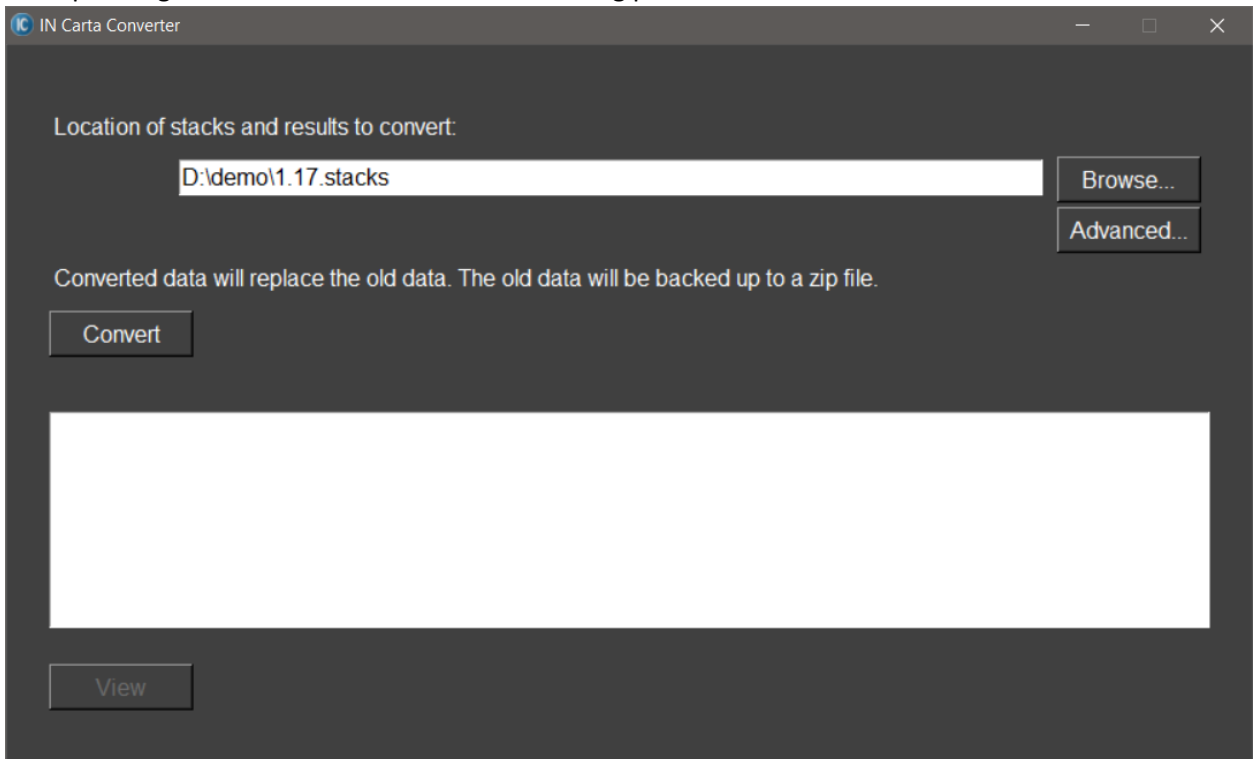 IC IN Carta Converter
Location of stacks and results to convert:
D:\demo\1.17.stacks
Browse...
Advanced...
Converted data will replace the old data. The old data will be backed up to a zip file.
Convert
View